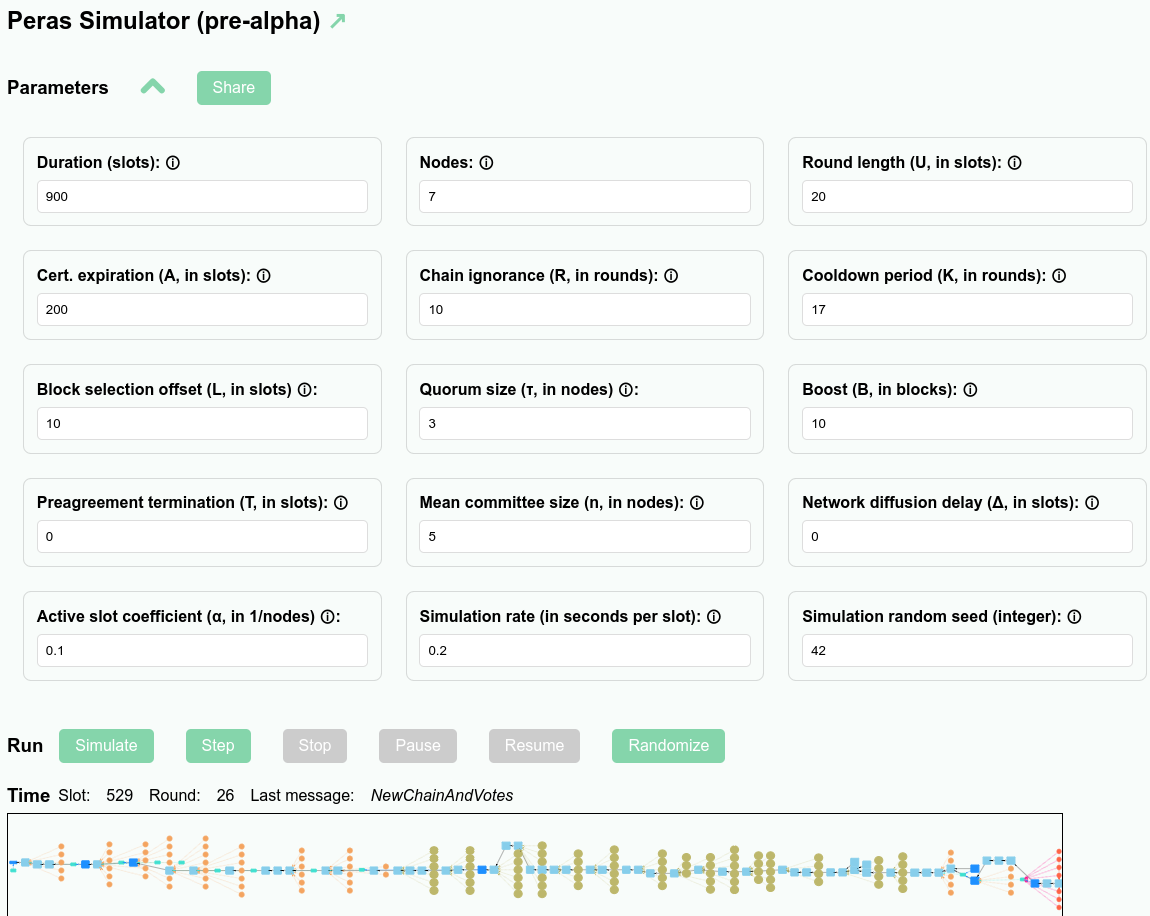 Peras Simulator (pre-alpha) ↗
Parameters Share
Duration (slots): ⓘ Nodes: ⓘ Round length (U, in slots): ⓘ
900 7 20
Cert. expiration (A, in slots): ⓘ Chain ignorance (R, in rounds): ⓘ Cooldown period (K, in rounds): ⓘ
200 10 17
Block selection offset (L, in slots) ⓘ: Quorum size (τ, in nodes) ⓘ: Boost (B, in blocks): ⓘ
10 3 10
Preagreement termination (T, in slots): ⓘ Mean committee size (n, in nodes): ⓘ Network diffusion delay (Δ, in slots): ⓘ
0 5 0
Active slot coefficient (α, in 1/nodes) ⓘ: Simulation rate (in seconds per slot): ⓘ Simulation random seed (integer): ⓘ
0.1 0.2 42
Run Simulate Step Stop Pause Resume Randomize
Time Slot: 529 Round: 26 Last message: NewChainAndVotes